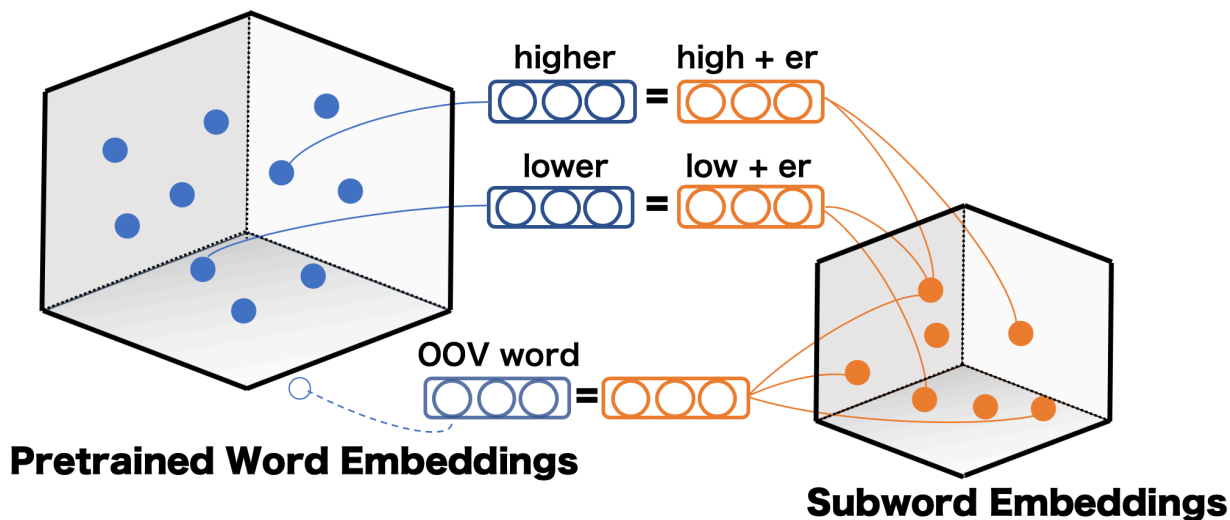 higher
=
high + er
lower
=
low + er
OOV word
=
Pretrained Word Embeddings
Subword Embeddings